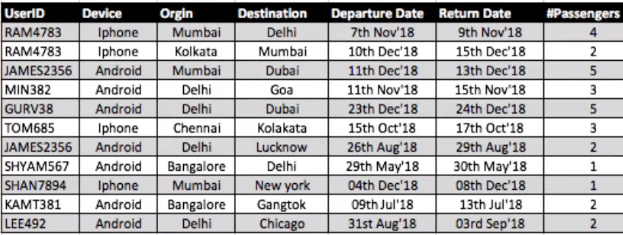 UserID Device Orgin Destination Departure Date Return Date #Passengers
RAM4783 Iphone Mumbai Delhi 7th Nov'18 9th Nov'18 4
RAM4783 Iphone Kolkata Mumbai 10th Dec'18 15th Dec'18 2
JAMES2356 Android Mumbai Dubai 11th Dec'18 13th Dec'18 5
MIN382 Android Delhi Goa 11th Nov'18 15th Nov'18 3
GURV38 Android Delhi Dubai 23th Dec'18 24th Dec'18 5
TOM685 Iphone Chennai Kolakata 15th Oct'18 17th Oct'18 3
JAMES2356 Android Delhi Lucknow 26th Aug'18 29th Aug'18 2
SHYAM567 Android Bangalore Delhi 29th May'18 30th May'18 1
SHAN7894 Iphone Mumbai New york 04th Dec'18 08th Dec'18 1
KAMT381 Android Bangalore Gangtok 09th Jul'18 13th Jul'18 2
LEE492 Android Delhi Chicago 31st Aug'18 03rd Sep'18 2